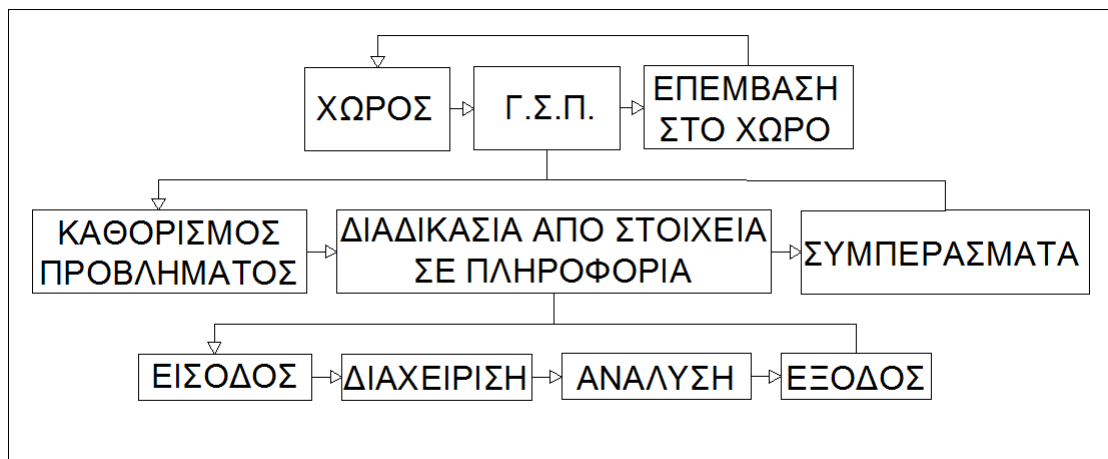 ΧΩΡΟΣ
Γ.Σ.Π.
ΕΠΕΜΒΑΣΗ
ΣΤΟ ΧΩΡΟ
ΚΑΘΟΡΙΣΜΟΣ
ΠΡΟΒΛΗΜΑΤΟΣ
ΔΙΑΔΙΚΑΣΙΑ ΑΠΟ ΣΤΟΙΧΕΙΑ
ΣΕ ΠΛΗΡΟΦΟΡΙΑ
ΣΥΜΠΕΡΑΣΜΑΤΑ
ΕΙΣΟΔΟΣ
ΔΙΑΧΕΙΡΙΣΗ
ΑΝΑΛΥΣΗ
ΕΞΟΔΟΣ